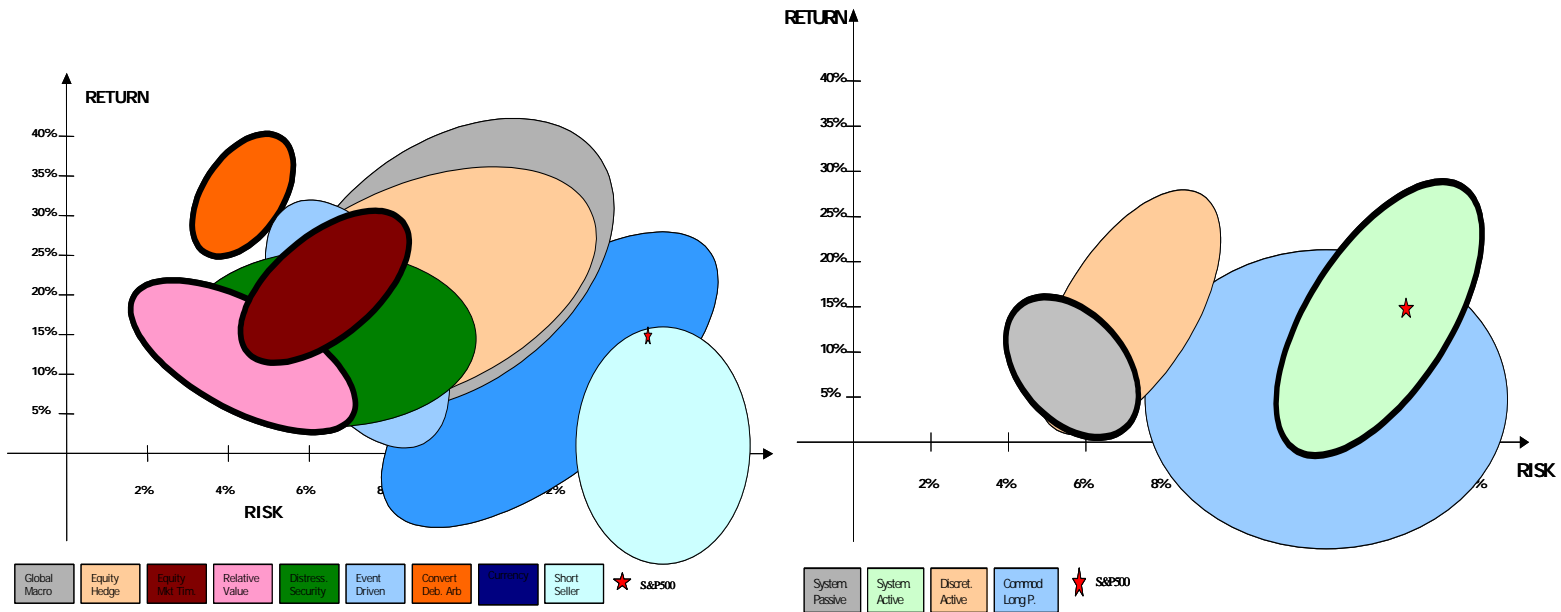 RETURN
40%
35%
30%
25%
20%
15%
10%
5%
2%
4%
6%
8
2%
RISK
Global
Macro
Equity
Hedge
Equity
Mkt. Tim.
Relative
Value
Distress.
Security
Event
Driven
Convert
Deb. Arb
Short
Seller
S&P500
RETURN
40%
35%
30%
25%
20%
15%
10%
5%
2%
4%
6%
8%
%
RISK
System.
Passive
System.
Active
Discret.
Active
Commod
Long P.
S&P500